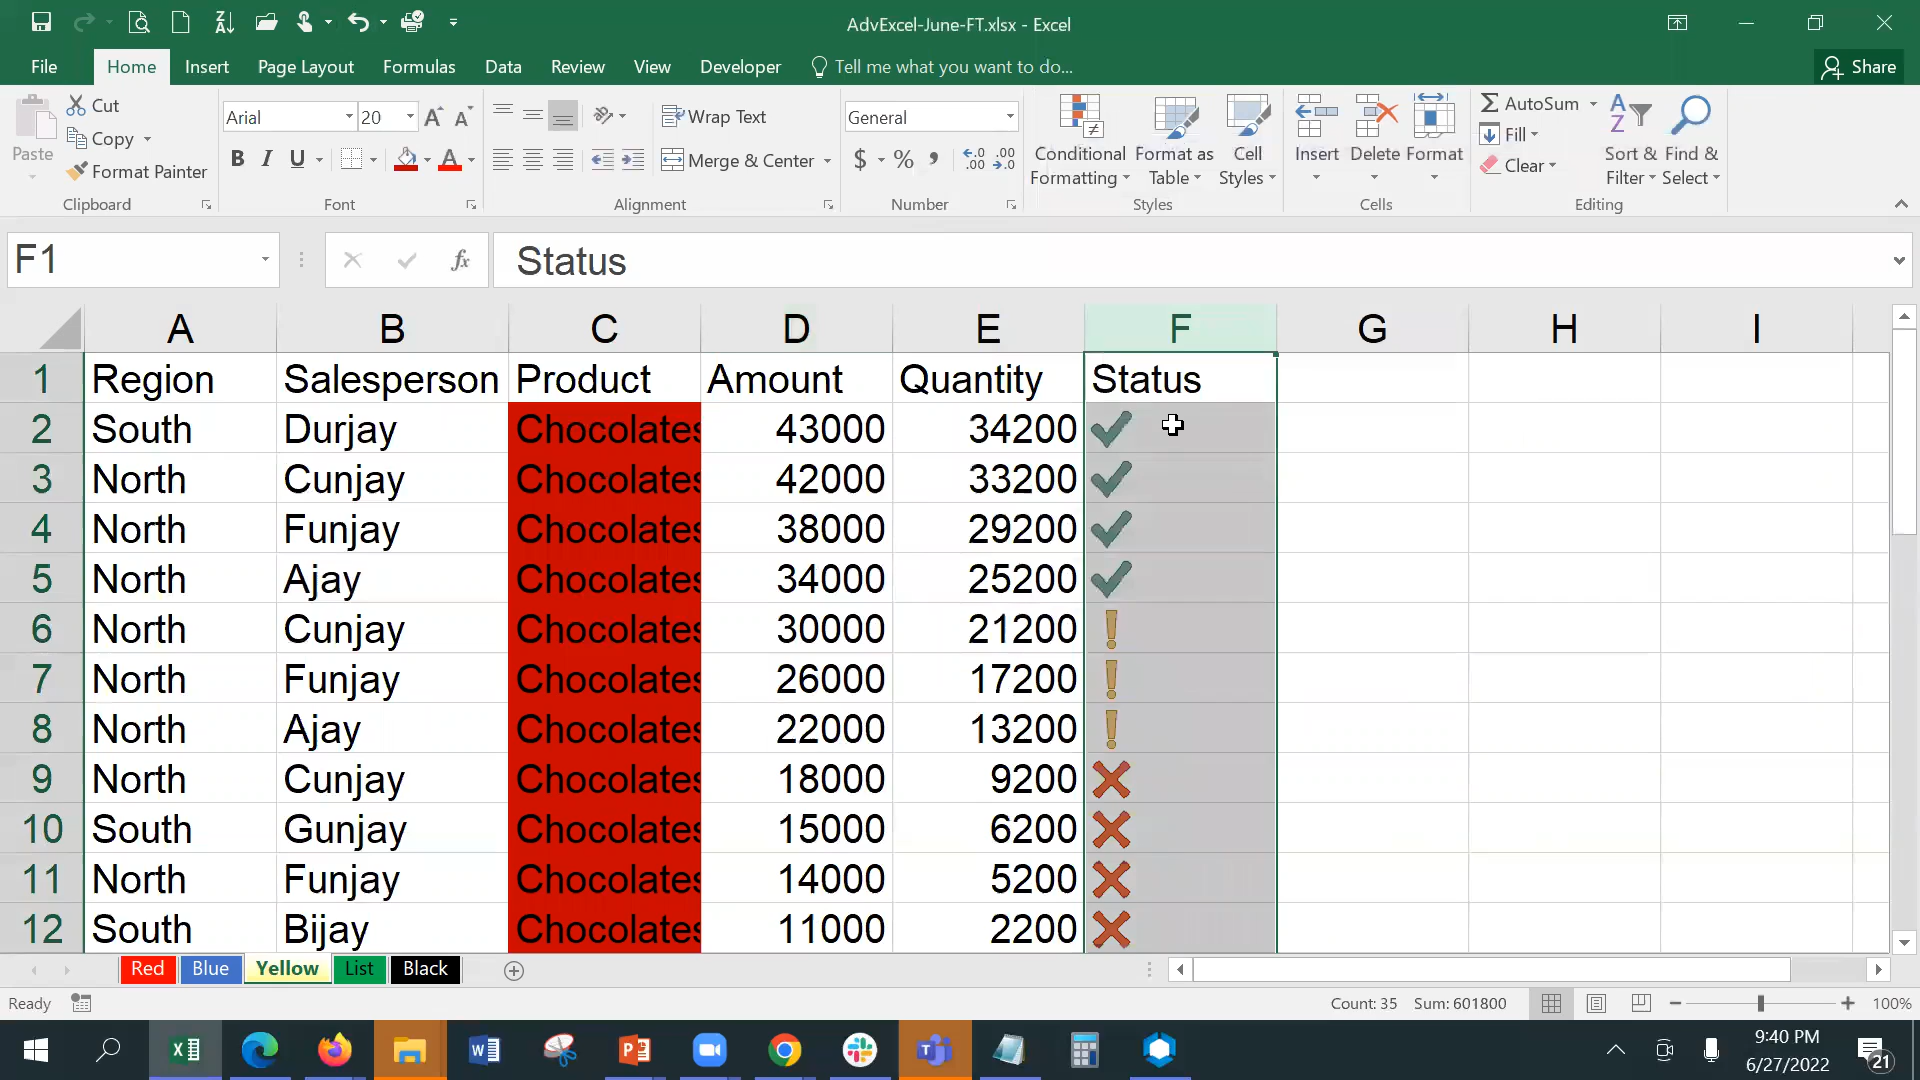 AdvExcel-June-FT.xlsx - Excel
File Home Insert Page Layout Formulas Data Review View Developer Tell me what you want to do... Share
Paste
Cut
Copy
Format Painter
Clipboard
Arial 20
B I U
Font
Wrap Text
Merge & Center
Alignment
General
$ % ,
Number
Conditional Formatting
Format as Table
Cell Styles
Styles
Insert Delete Format
Cells
AutoSum
Fill
Clear
Sort & Filter
Find & Select
Editing
F1 fx Status
A B C D E F G H I
1 Region Salesperson Product Amount Quantity Status
2 South Durjay Chocolates 43000 34200
3 North Cunjay Chocolates 42000 33200
4 North Funjay Chocolates 38000 29200
5 North Ajay Chocolates 34000 25200
6 North Cunjay Chocolates 30000 21200
7 North Funjay Chocolates 26000 17200
8 North Ajay Chocolates 22000 13200
9 North Cunjay Chocolates 18000 9200
10 South Gunjay Chocolates 15000 6200
11 North Funjay Chocolates 14000 5200
12 South Bijay Chocolates 11000 2200
Red Blue Yellow List Black
Ready Count: 35 Sum: 601800 100%
9:40 PM
6/27/2022
21